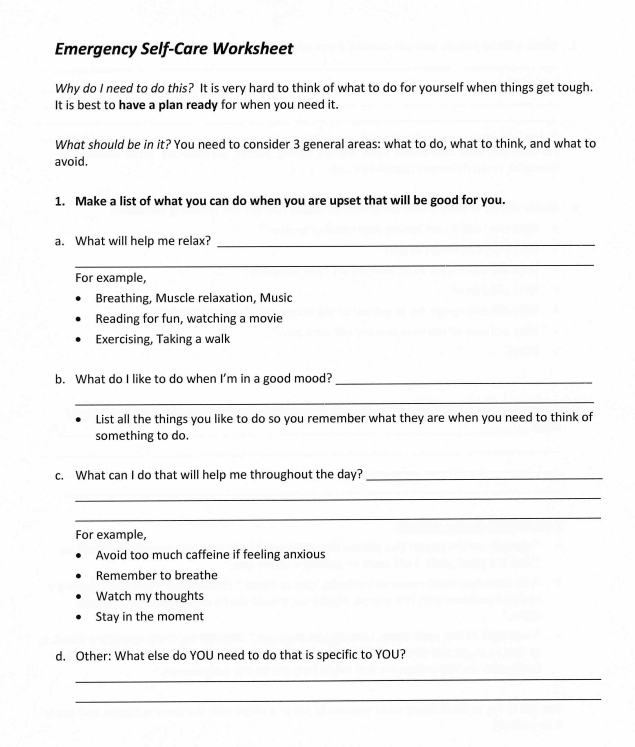 Emergency Self-Care Worksheet
Why do I need to do this? It is very hard to think of what to do for yourself when things get tough.
It is best to have a plan ready for when you need it.
What should be in it? You need to consider 3 general areas: what to do, what to think, and what to
avoid.
1. Make a list of what you can do when you are upset that will be good for you.
a. What will help me relax?
For example,
• Breathing, Muscle relaxation, Music
• Reading for fun, watching a movie
• Exercising, Taking a walk
b. What do I like to do when I'm in a good mood?
• List all the things you like to do so you remember what they are when you need to think of
something to do.
c. What can I do that will help me throughout the day?
For example,
• Avoid too much caffeine if feeling anxious
• Remember to breathe
• Watch my thoughts
• Stay in the moment
d. Other: What else do YOU need to do that is specific to YOU?